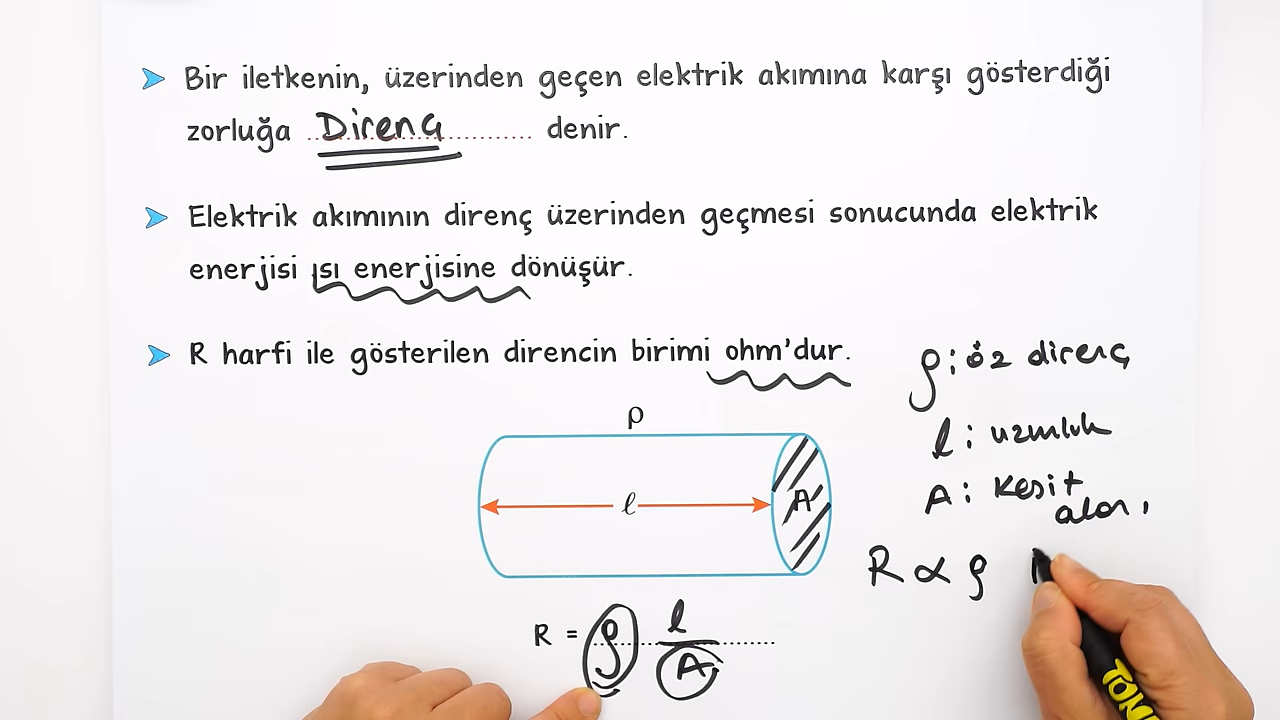 Bir iletkenin, üzerinden geçen elektrik akımına karşı gösterdiği
zorluğa Direnç denir.
Elektrik akımının direnç üzerinden geçmesi sonucunda elektrik
enerjisi ısı enerjisine dönüşür.
R harfi ile gösterilen direncin birimi ohm'dur.
ρ : öz direnç
l : uzunluk
A : Kesit
alanı
ρ
ℓ
A
R ∝ ρ
R = ρ l
A